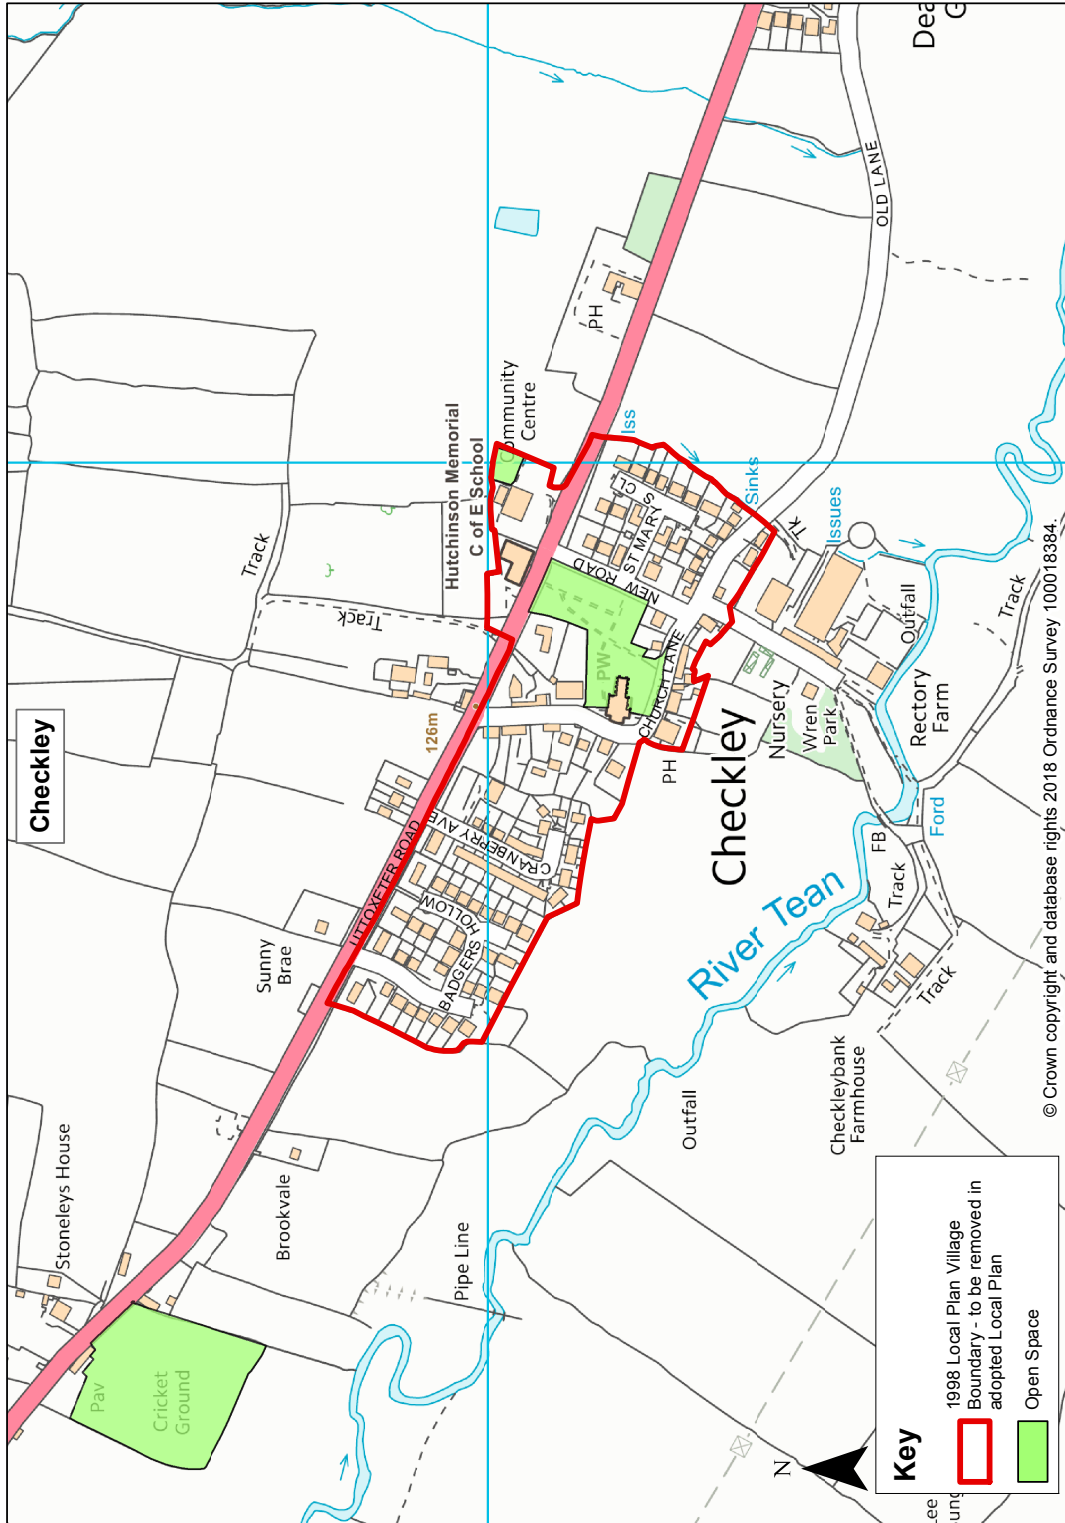 Checkley
Stoneleys House
Pav
Cricket
Ground
Brookvale
Pipe Line
Sunny
Brae
UTTOXETER ROAD
126m
Track
Track
Hutchinson Memorial
C of E School
Community
Centre
PH
Iss
Sinks
Issues
Tk
OLD LANE
Dea
G
CRANBERRY AVE
BADGERS HOLLOW
NEW ROAD
ST MARY'S CL
PW
CHURCH LANE
PH
Checkley
Nursery
Wren
Park
Rectory
Farm
Outfall
Track
Ford
FB
Track
Track
River Tean
Outfall
Checkleybank
Farmhouse
N
Key
1998 Local Plan Village
Boundary - to be removed in
adopted Local Plan
Open Space
© Crown copyright and database rights 2018 Ordnance Survey 100018384.